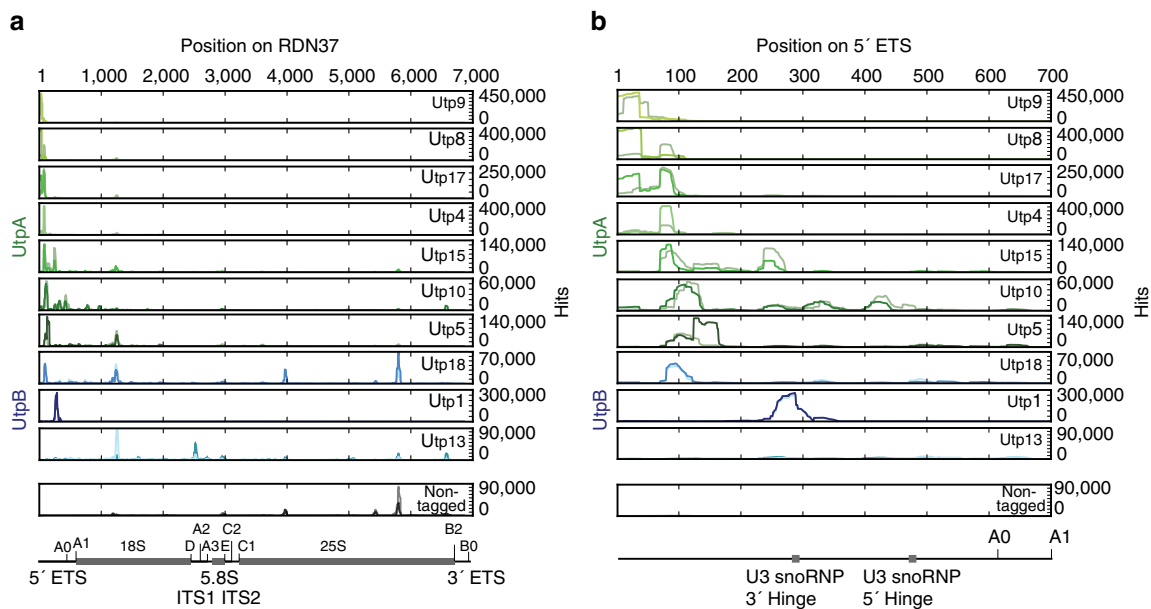 a
Position on RDN37
1 1,000 2,000 3,000 4,000 5,000 6,000 7,000
UtpA
Utp9 450,000 0
Utp8 400,000 0
Utp17 250,000 0
Utp4 400,000 0
Utp15 140,000 0
Utp10 60,000 0
Utp5 140,000 0
UtpB
Utp18 70,000 0
Utp1 300,000 0
Utp13 90,000 0
Non-
tagged 90,000 0
Hits
A2 C2 B2
A0 A1 18S D A3 E C1 25S B0
5´ ETS 5.8S 3´ ETS
ITS1 ITS2
b
Position on 5´ ETS
1 100 200 300 400 500 600 700
UtpA
Utp9 450,000 0
Utp8 400,000 0
Utp17 250,000 0
Utp4 400,000 0
Utp15 140,000 0
Utp10 60,000 0
Utp5 140,000 0
UtpB
Utp18 70,000 0
Utp1 300,000 0
Utp13 90,000 0
Non-
tagged 90,000 0
Hits
A0 A1
U3 snoRNP U3 snoRNP
3´ Hinge 5´ Hinge